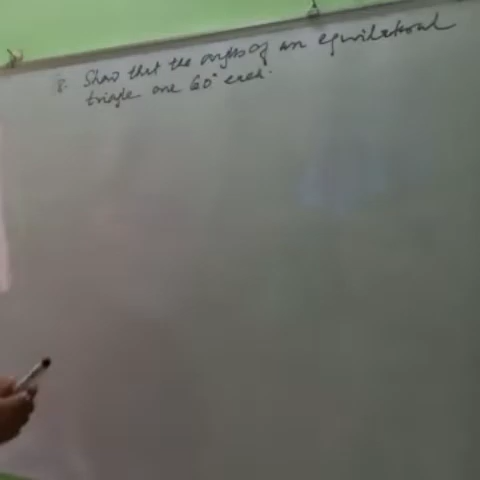 8. Show that the angles of an equilateral
triangle are 60° each.